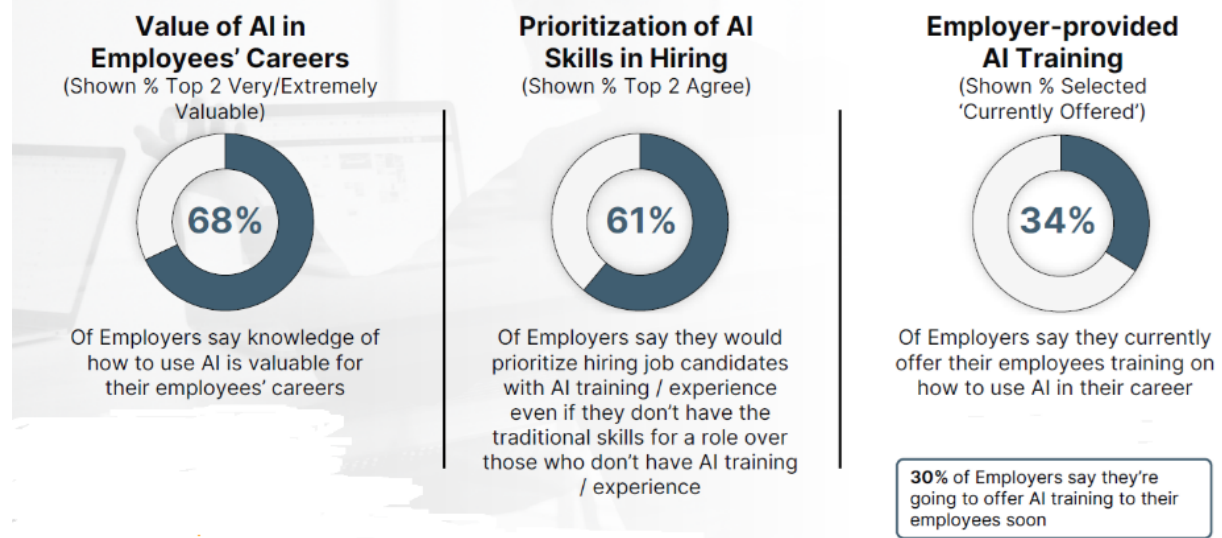 Value of AI in
Employees' Careers
(Shown % Top 2 Very/Extremely
Valuable)
68%
Of Employers say knowledge of
how to use AI is valuable for
their employees' careers
Prioritization of AI
Skills in Hiring
(Shown % Top 2 Agree)
61%
Of Employers say they would
prioritize hiring job candidates
with AI training / experience
even if they don't have the
traditional skills for a role over
those who don't have AI training
/ experience
Employer-provided
AI Training
(Shown % Selected
'Currently Offered')
34%
Of Employers say they currently
offer their employees training on
how to use AI in their career
30% of Employers say they're
going to offer AI training to their
employees soon